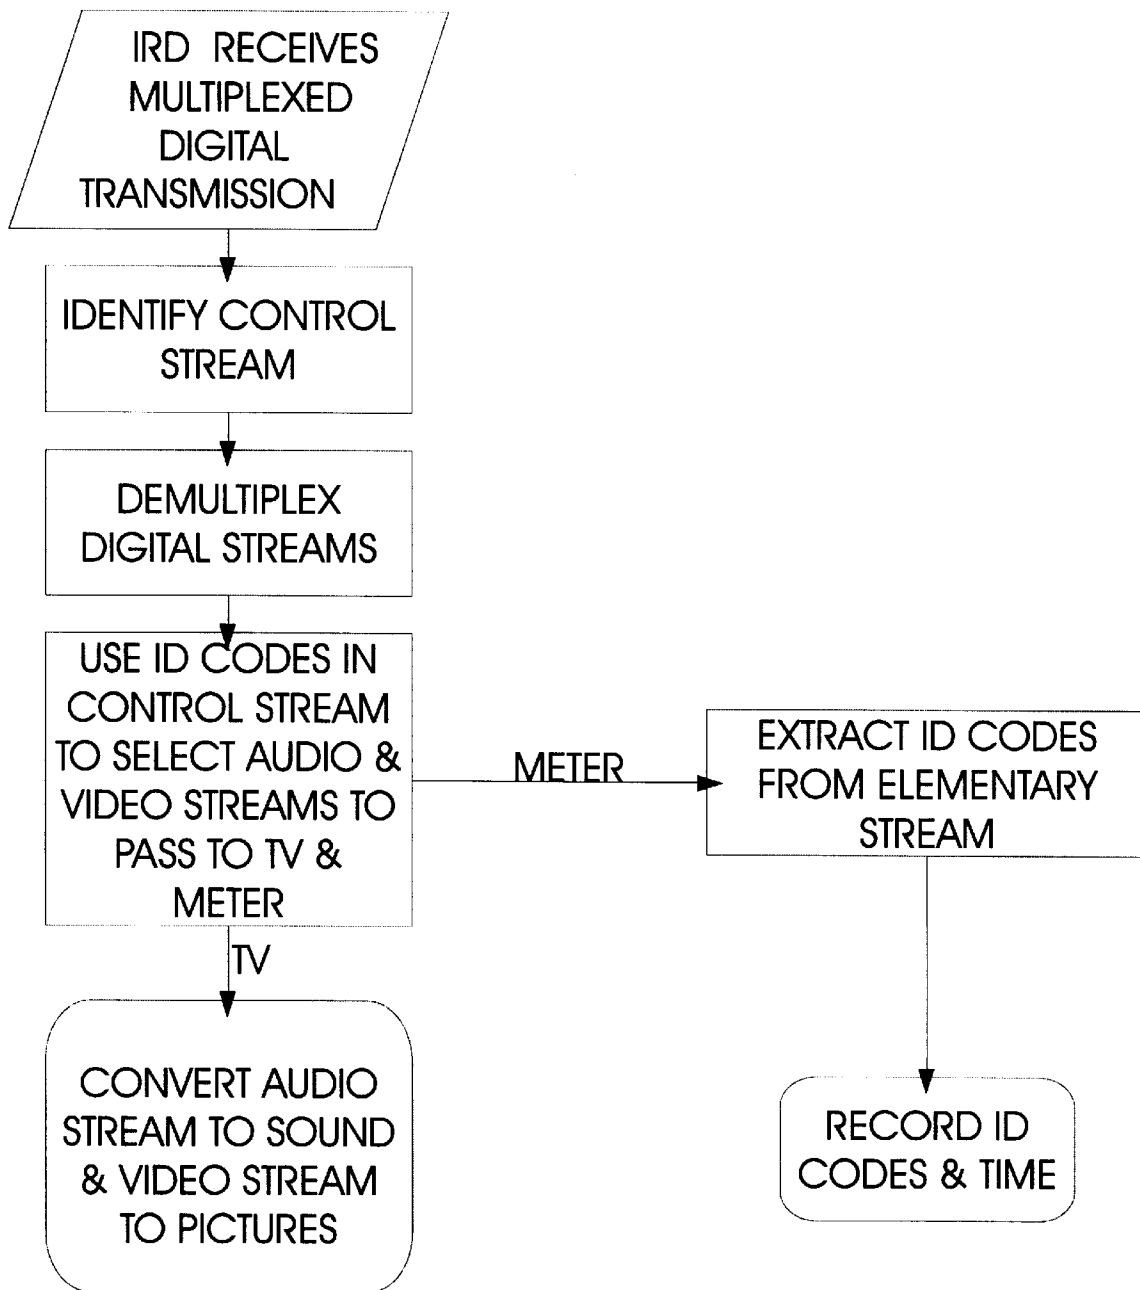 IRD RECEIVES
MULTIPLEXED
DIGITAL
TRANSMISSION
IDENTIFY CONTROL
STREAM
DEMULTIPLEX
DIGITAL STREAMS
USE ID CODES IN
CONTROL STREAM
TO SELECT AUDIO &
VIDEO STREAMS TO
PASS TO TV &
METER
METER
EXTRACT ID CODES
FROM ELEMENTARY
STREAM
TV
CONVERT AUDIO
STREAM TO SOUND
& VIDEO STREAM
TO PICTURES
RECORD ID
CODES & TIME